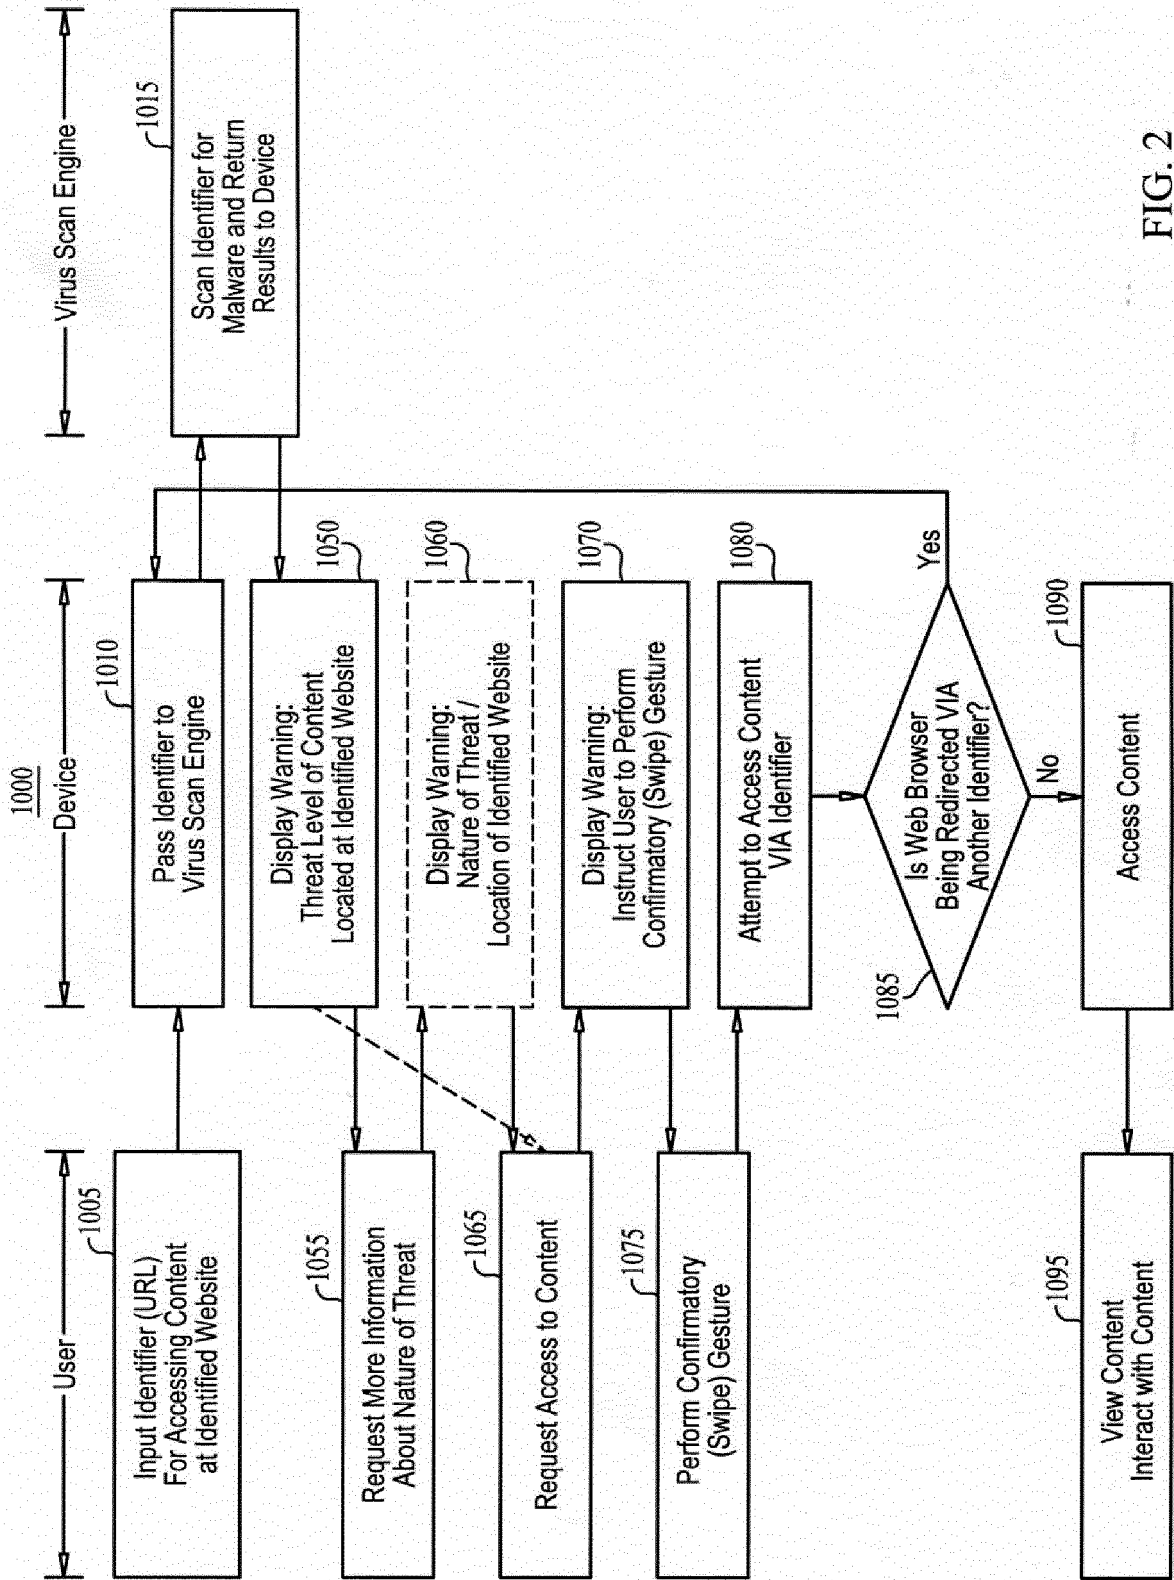 1000
User
Device
Virus Scan Engine
1005
Input Identifier (URL)
For Accessing Content
at Identified Website
1010
Pass Identifier to
Virus Scan Engine
1015
Scan Identifier for
Malware and Return
Results to Device
1050
Display Warning:
Threat Level of Content
Located at Identified Website
1055
Request More Information
About Nature of Threat
1060
Display Warning:
Nature of Threat /
Location of Identified Website
1065
Request Access to Content
1070
Display Warning:
Instruct User to Perform
Confirmatory (Swipe) Gesture
1075
Perform Confirmatory
(Swipe) Gesture
1080
Attempt to Access Content
VIA Identifier
1085
Is Web Browser
Being Redirected VIA
Another Identifier?
Yes
No
1090
Access Content
1095
View Content
Interact with Content
FIG. 2